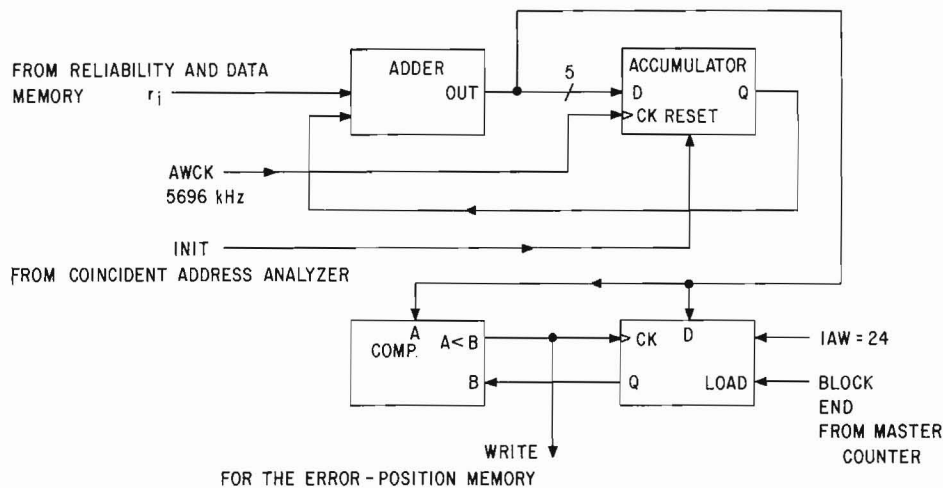 FROM RELIABILITY AND DATA
MEMORY ri
ADDER
OUT
5
ACCUMULATOR
D Q
CK RESET
AWCK
5696 kHz
INIT
FROM COINCIDENT ADDRESS ANALYZER
A
COMP.
A<B
B
D
CK
Q
LOAD
IAW = 24
BLOCK
END
FROM MASTER
COUNTER
WRITE
FOR THE ERROR-POSITION MEMORY